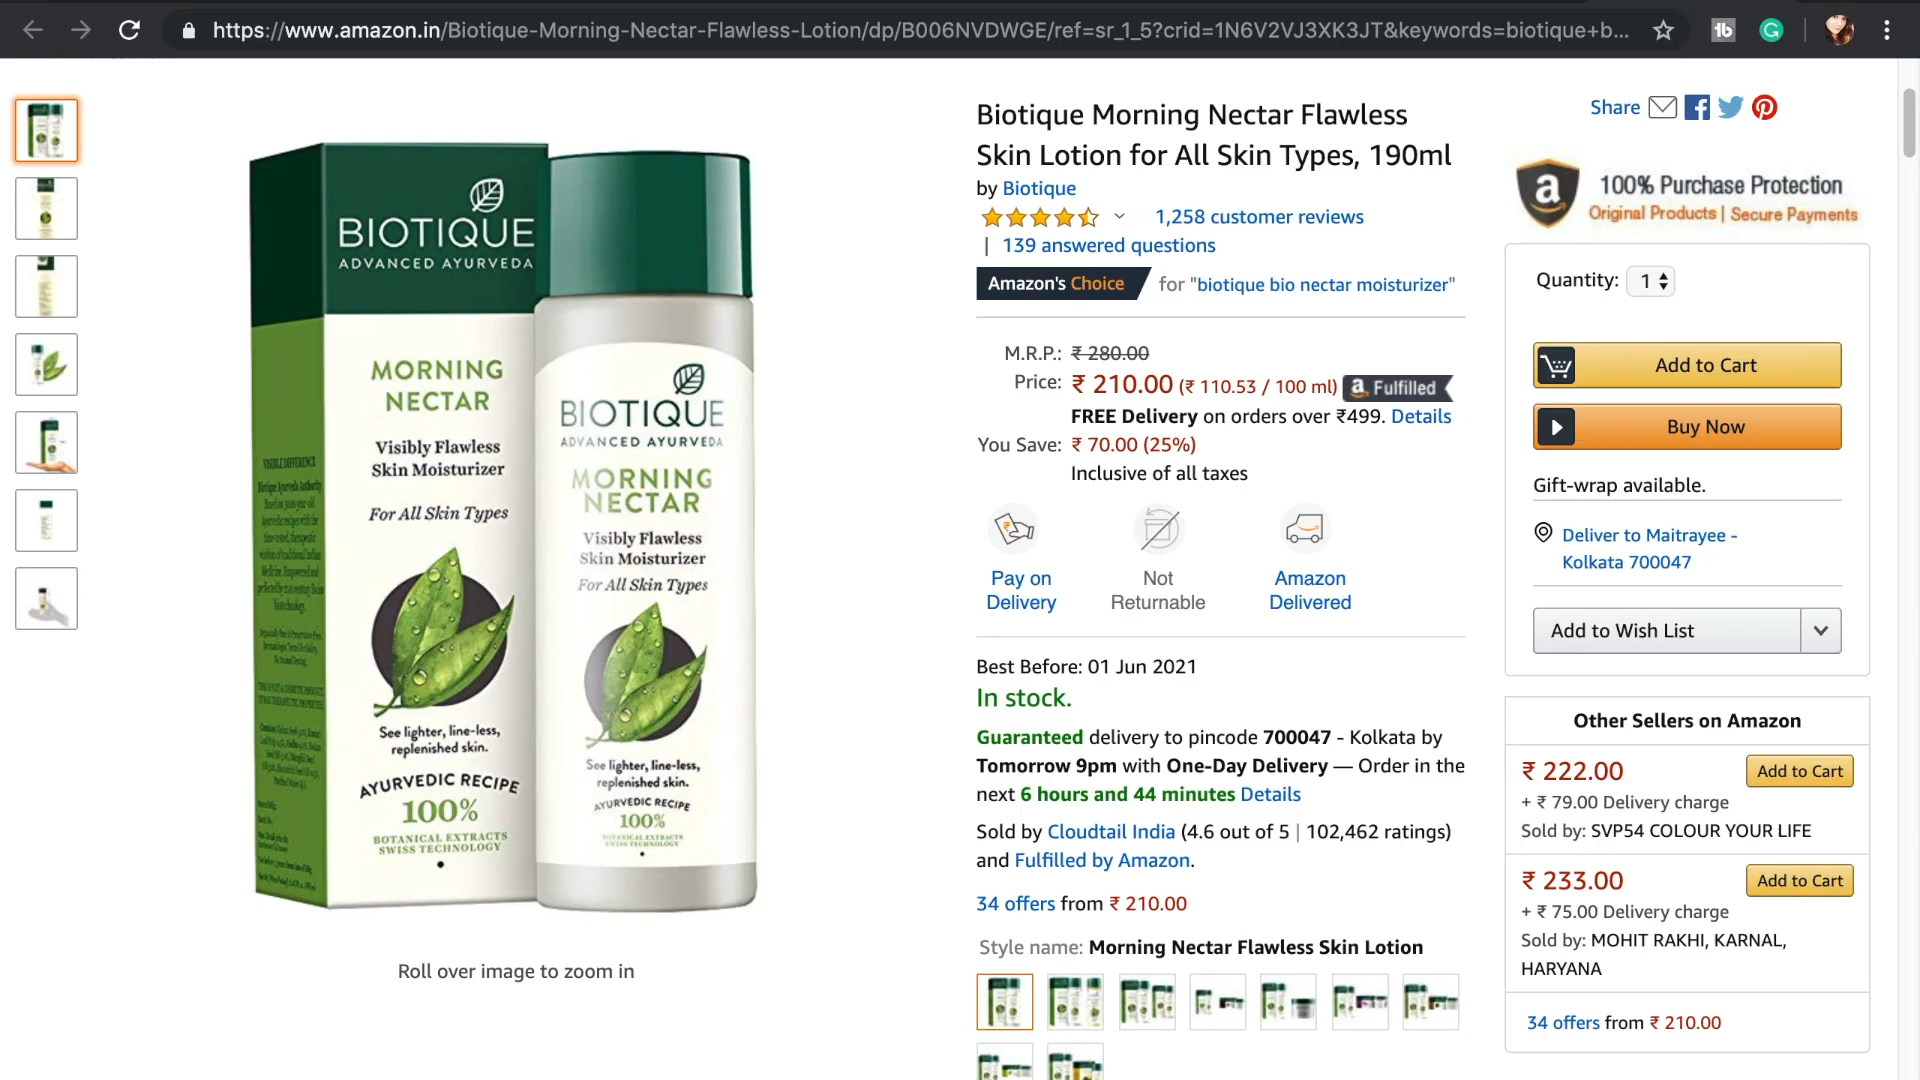 https://www.amazon.in/Biotique-Morning-Nectar-Flawless-Lotion/dp/B006NVDWGE/ref=sr_1_5?crid=1N6V2VJ3XK3JT&keywords=biotique+b...
BIOTIQUE
ADVANCED AYURVEDA
MORNING
NECTAR
Visibly Flawless
Skin Moisturizer
For All Skin Types
See lighter, line-less,
replenished skin.
AYURVEDIC RECIPE
100%
BOTANICAL EXTRACTS
SWISS TECHNOLOGY
BIOTIQUE
ADVANCED AYURVEDA
MORNING
NECTAR
Visibly Flawless
Skin Moisturizer
For All Skin Types
See lighter, line-less,
replenished skin.
AYURVEDIC RECIPE
100%
BOTANICAL EXTRACTS
SWISS TECHNOLOGY
Roll over image to zoom in
Biotique Morning Nectar Flawless
Skin Lotion for All Skin Types, 190ml
by Biotique
1,258 customer reviews
| 139 answered questions
Amazon's Choice for "biotique bio nectar moisturizer"
M.R.P.: ₹ 280.00
Price: ₹ 210.00 (₹ 110.53 / 100 ml) a Fulfilled
FREE Delivery on orders over ₹499. Details
You Save: ₹ 70.00 (25%)
Inclusive of all taxes
Pay on
Delivery
Not
Returnable
Amazon
Delivered
Best Before: 01 Jun 2021
In stock.
Guaranteed delivery to pincode 700047 - Kolkata by
Tomorrow 9pm with One-Day Delivery — Order in the
next 6 hours and 44 minutes Details
Sold by Cloudtail India (4.6 out of 5 | 102,462 ratings)
and Fulfilled by Amazon.
34 offers from ₹ 210.00
Style name: Morning Nectar Flawless Skin Lotion
Share
a
100% Purchase Protection
Original Products | Secure Payments
Quantity: 1
Add to Cart
Buy Now
Gift-wrap available.
Deliver to Maitrayee -
Kolkata 700047
Add to Wish List
Other Sellers on Amazon
₹ 222.00 Add to Cart
+ ₹ 79.00 Delivery charge
Sold by: SVP54 COLOUR YOUR LIFE
₹ 233.00 Add to Cart
+ ₹ 75.00 Delivery charge
Sold by: MOHIT RAKHI, KARNAL,
HARYANA
34 offers from ₹ 210.00